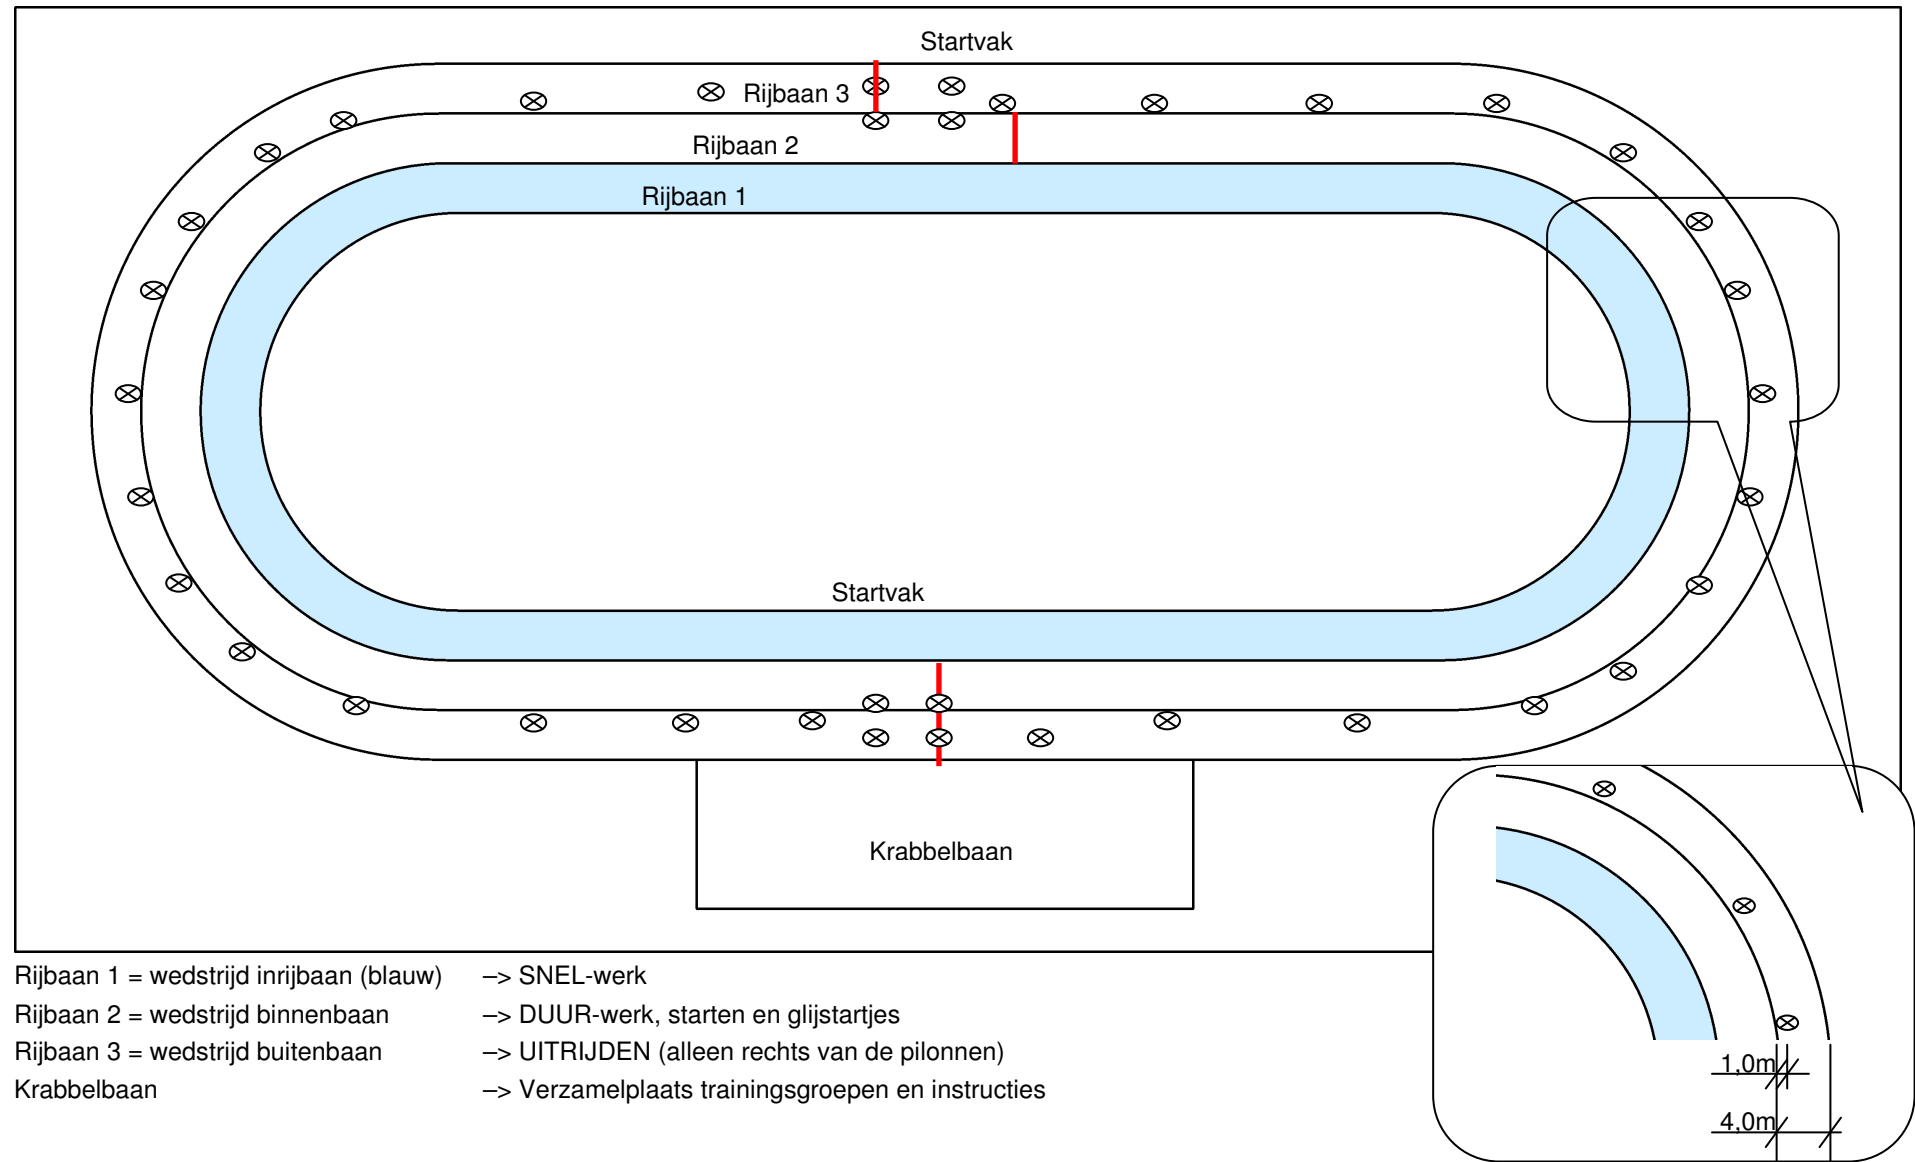 Startvak
Rijbaan 3
Rijbaan 2
Rijbaan 1
Startvak
Krabbelbaan
Rijbaan 1 = wedstrijd inrijbaan (blauw) –> SNEL-werk
Rijbaan 2 = wedstrijd binnenbaan –> DUUR-werk, starten en glijstartjes
Rijbaan 3 = wedstrijd buitenbaan –> UITRIJDEN (alleen rechts van de pilonnen)
Krabbelbaan –> Verzamelplaats trainingsgroepen en instructies
1,0m
4,0m